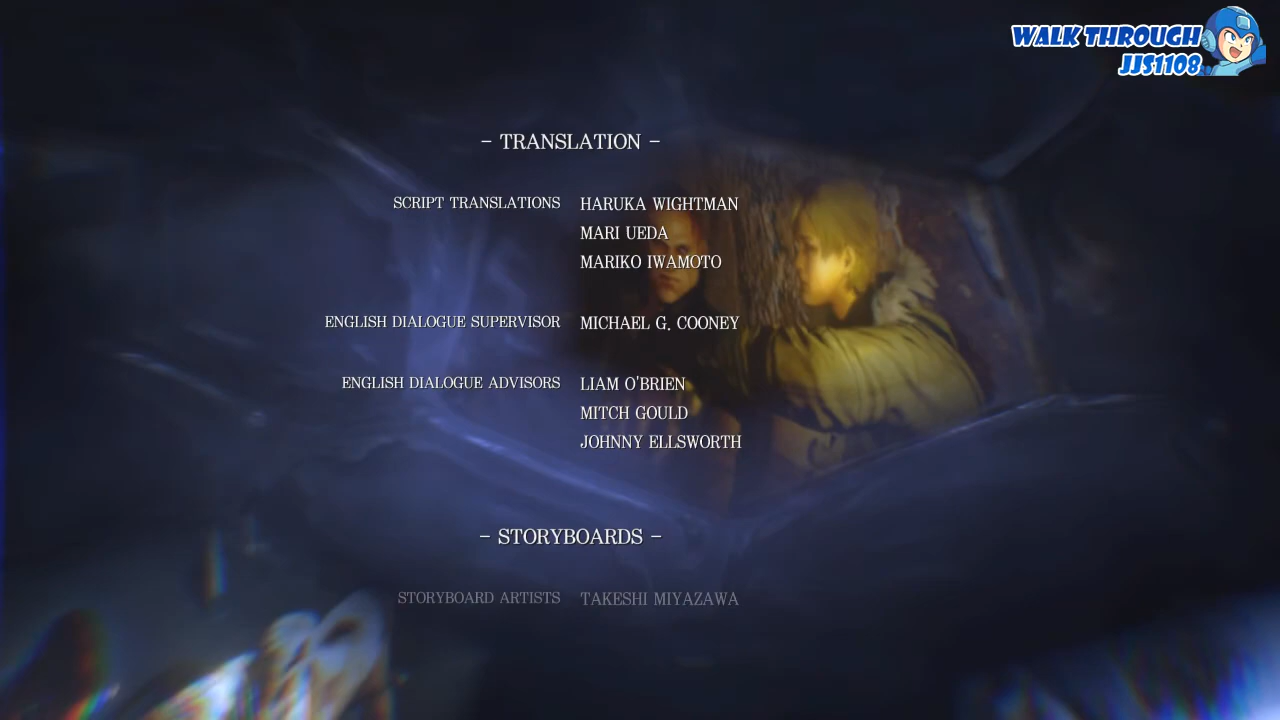 WALK THROUGH
JJS1108
– TRANSLATION –
SCRIPT TRANSLATIONS HARUKA WIGHTMAN
MARI UEDA
MARIKO IWAMOTO
ENGLISH DIALOGUE SUPERVISOR MICHAEL G. COONEY
ENGLISH DIALOGUE ADVISORS LIAM O'BRIEN
MITCH GOULD
JOHNNY ELLSWORTH
– STORYBOARDS –
STORYBOARD ARTISTS TAKESHI MIYAZAWA